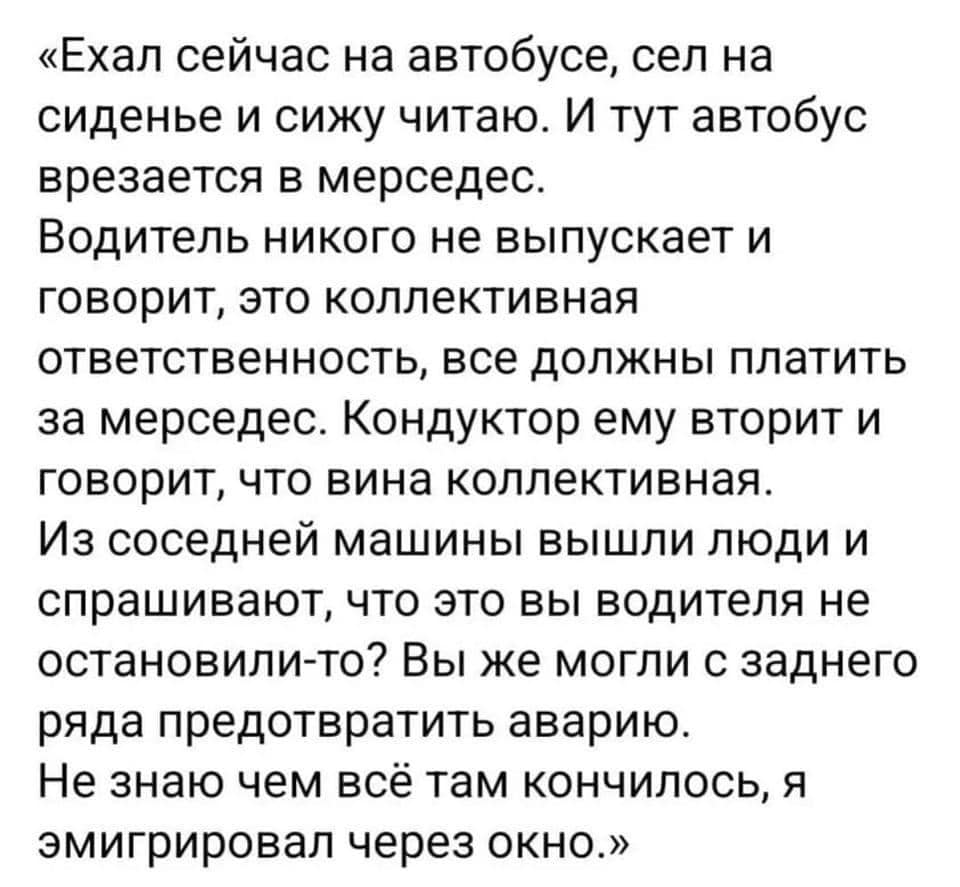 «Ехал сейчас на автобусе, сел на
сиденье и сижу читаю. И тут автобус
врезается в мерседес.
Водитель никого не выпускает и
говорит, это коллективная
ответственность, все должны платить
за мерседес. Кондуктор ему вторит и
говорит, что вина коллективная.
Из соседней машины вышли люди и
спрашивают, что это вы водителя не
остановили-то? Вы же могли с заднего
ряда предотвратить аварию.
Не знаю чем всё там кончилось, я
эмигрировал через окно.»